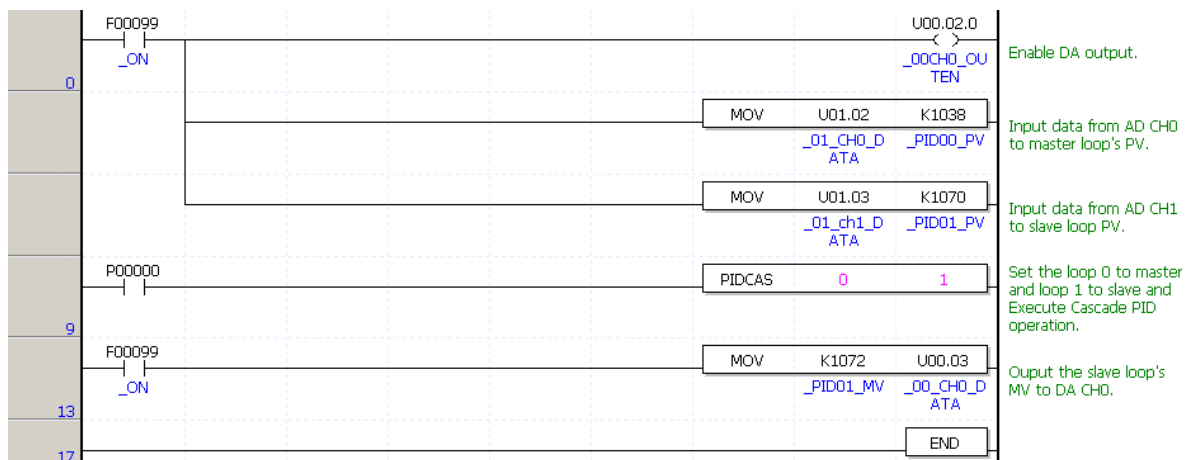 F00099
U00.02.0
_ON
_00CH0_OU
TEN
Enable DA output.
0
MOV U01.02 K1038
_01_CH0_D
ATA
_PID00_PV
Input data from AD CH0
to master loop's PV.
MOV U01.03 K1070
_01_ch1_D
ATA
_PID01_PV
Input data from AD CH1
to slave loop PV.
P00000
PIDCAS 0 1
Set the loop 0 to master
and loop 1 to slave and
Execute Cascade PID
operation.
9
F00099
_ON
MOV K1072 U00.03
_PID01_MV
_00_CH0_D
ATA
Ouput the slave loop's
MV to DA CH0.
13
END
17